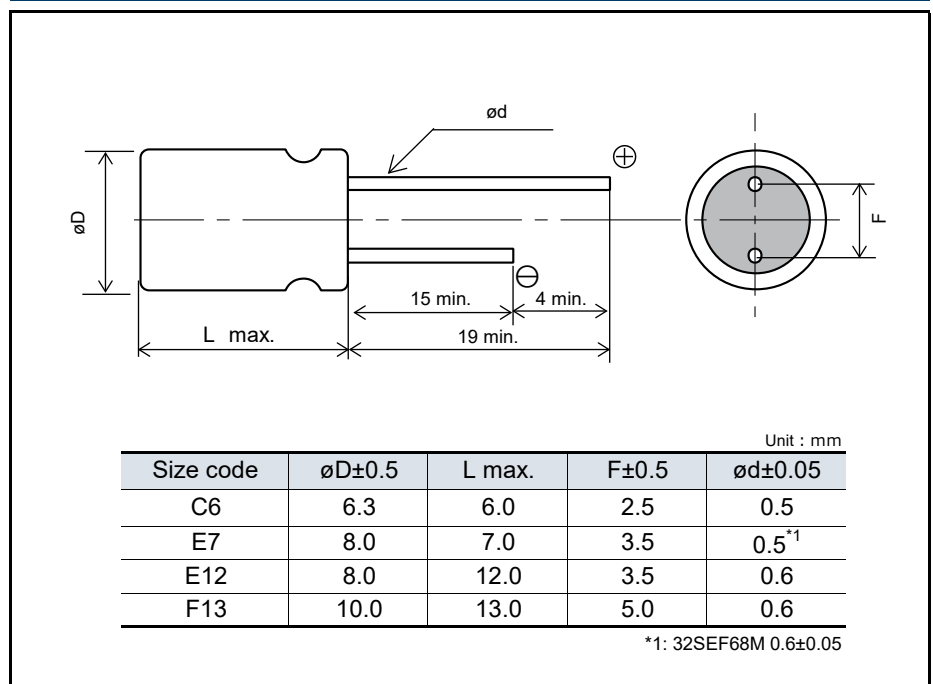 ød
⊕
øD
F
⊖
15 min.
4 min.
L max.
19 min.
Unit : mm
Size code øD±0.5 L max. F±0.5 ød±0.05
C6 6.3 6.0 2.5 0.5
E7 8.0 7.0 3.5 0.5*1
E12 8.0 12.0 3.5 0.6
F13 10.0 13.0 5.0 0.6
*1: 32SEF68M 0.6±0.05